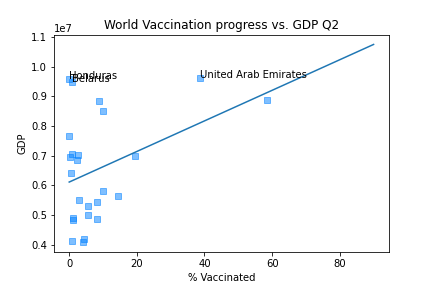 World Vaccination progress vs. GDP Q2
1e7
1.1
1.0
0.9
0.8
0.7
0.6
0.5
0.4
GDP
Honduras
Belarus
United Arab Emirates
0 20 40 60 80
% Vaccinated